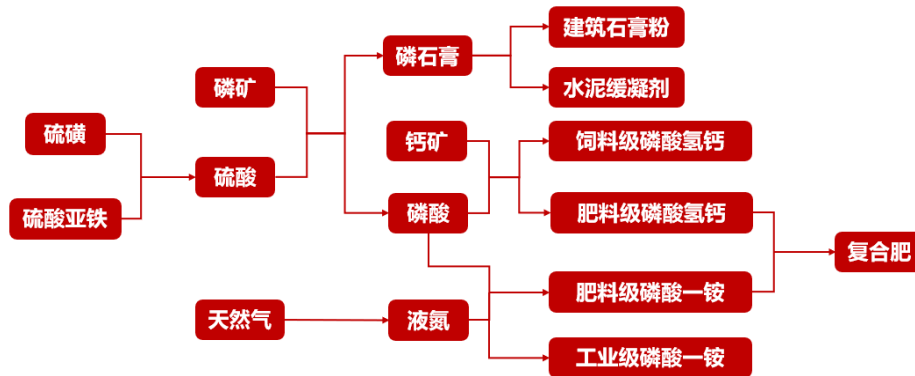 建筑石膏粉
磷石膏
磷矿
水泥缓凝剂
硫磺
钙矿
饲料级磷酸氢钙
硫酸
硫酸亚铁
磷酸
肥料级磷酸氢钙
复合肥
天然气
液氮
肥料级磷酸一铵
工业级磷酸一铵